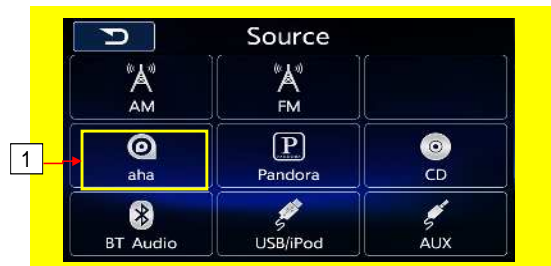 Source
AM
FM
1
aha
P
Pandora
CD
BT Audio
USB/iPod
AUX